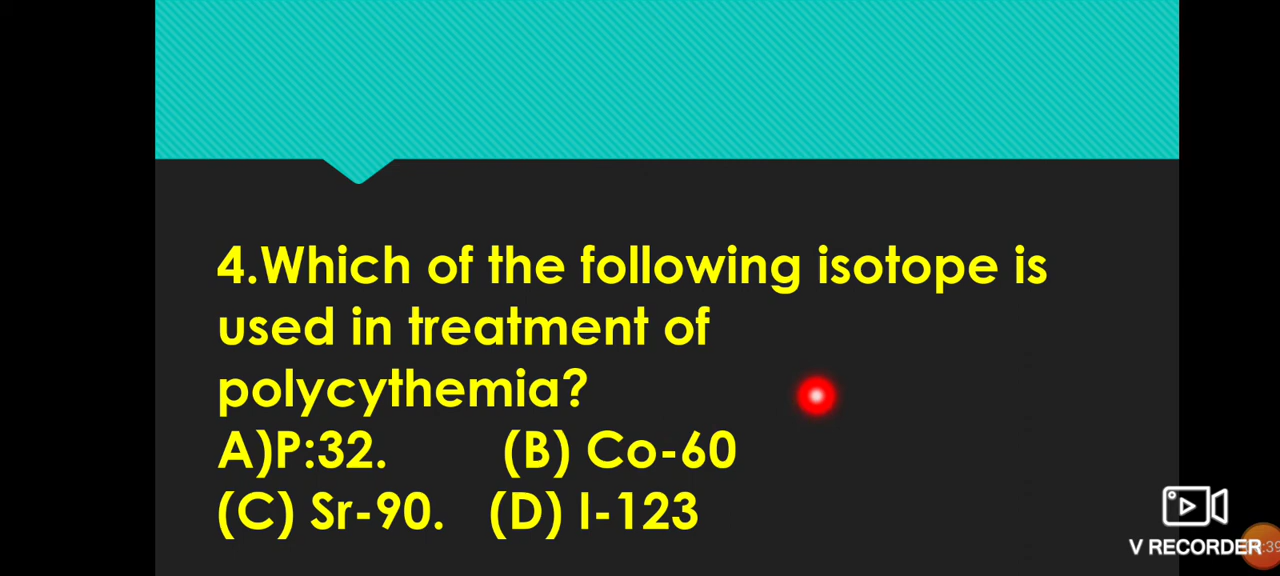 4.Which of the following isotope is
used in treatment of
polycythemia?
A)P:32. (B) Co-60
(C) Sr-90. (D) I-123
V RECORDER
:39